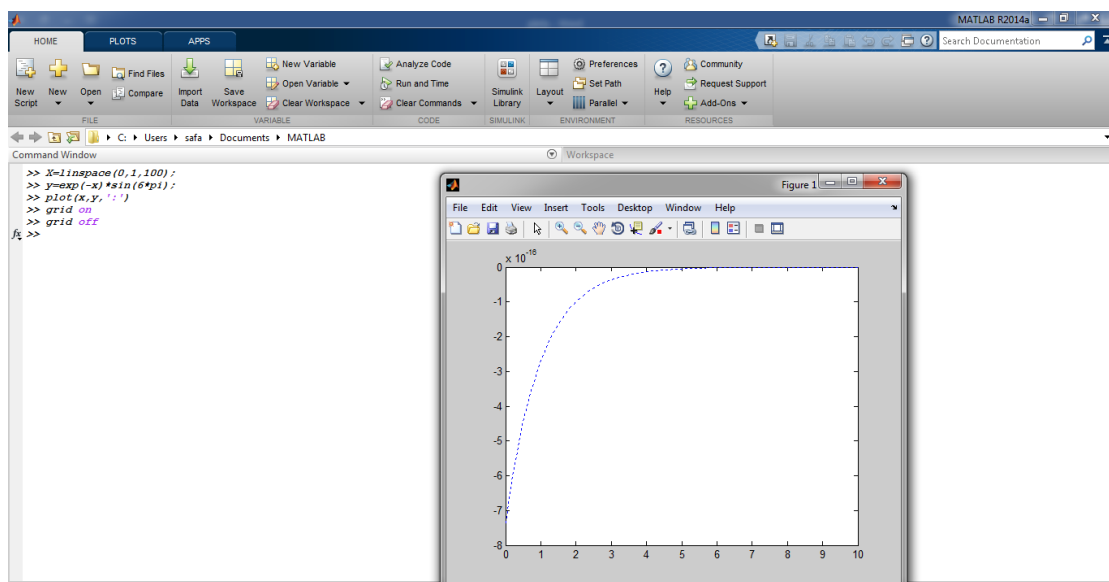 MATLAB R2014a
HOME PLOTS APPS
Search Documentation
New Script
New
Open
Find Files
Compare
Import Data
Save Workspace
New Variable
Open Variable
Clear Workspace
Analyze Code
Run and Time
Clear Commands
Simulink Library
Layout
Preferences
Set Path
Parallel
Help
Community
Request Support
Add-Ons
FILE VARIABLE CODE SIMULINK ENVIRONMENT RESOURCES
C: Users safa Documents MATLAB
Command Window
Workspace
>> X=linspace(0,1,100);
>> y=exp(-x)*sin(6*pi);
>> plot(x,y,':')
>> grid on
>> grid off
fx >>
Figure 1
File Edit View Insert Tools Desktop Window Help
x 10^-16
0
-1
-2
-3
-4
-5
-6
-7
-8
0 1 2 3 4 5 6 7 8 9 10